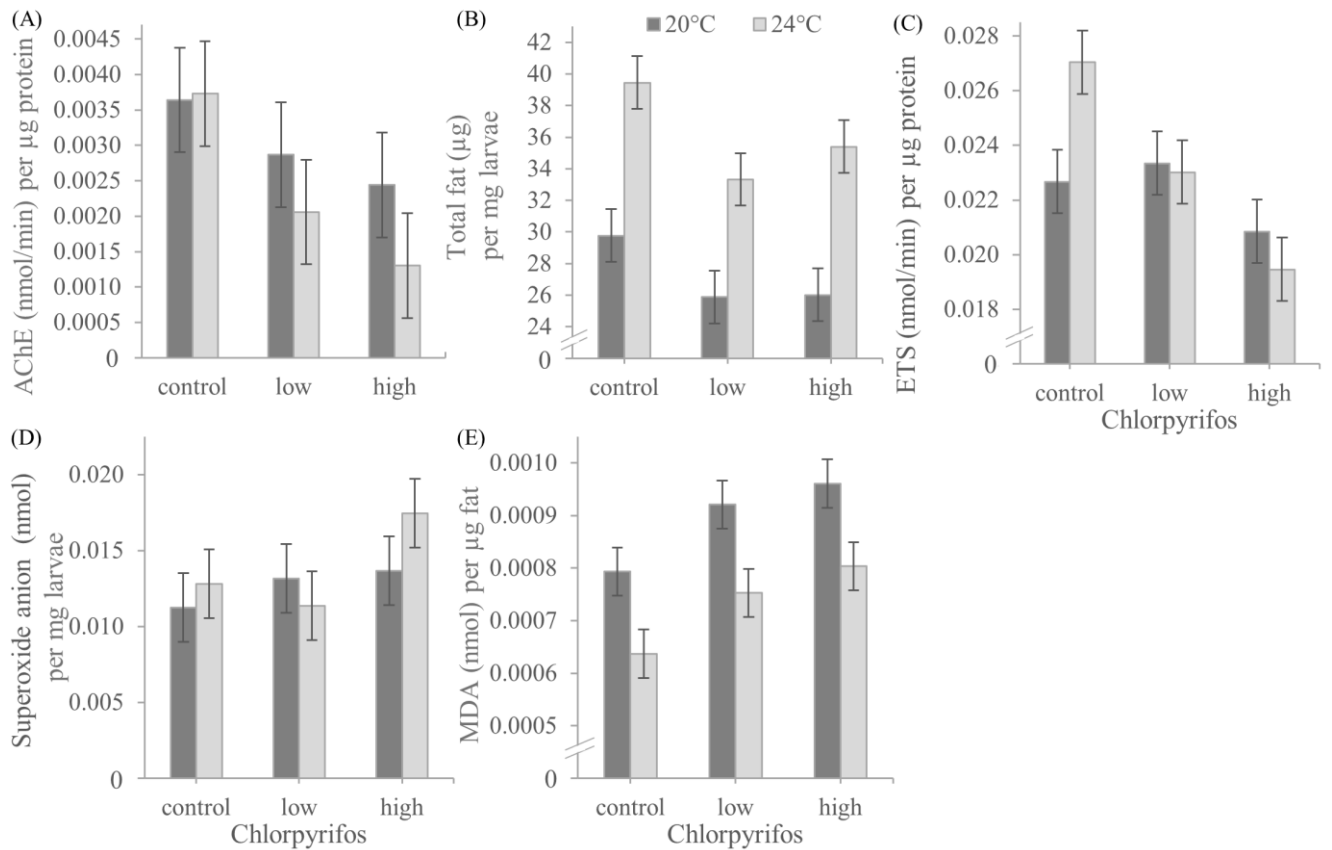 (A)
AChE (nmol/min) per µg protein
0.0045
0.0040
0.0035
0.0030
0.0025
0.0020
0.0015
0.0010
0.0005
0
control low high
(B)
20°C 24°C
Total fat (µg)
per mg larvae
42
40
38
36
34
32
30
28
26
24
0
control low high
(C)
ETS (nmol/min) per µg protein
0.028
0.026
0.024
0.022
0.020
0.018
0
control low high
Chlorpyrifos
(D)
Superoxide anion (nmol)
per mg larvae
0.020
0.015
0.010
0.005
0
control low high
Chlorpyrifos
(E)
MDA (nmol) per µg fat
0.0010
0.0009
0.0008
0.0007
0.0006
0.0005
0
control low high
Chlorpyrifos